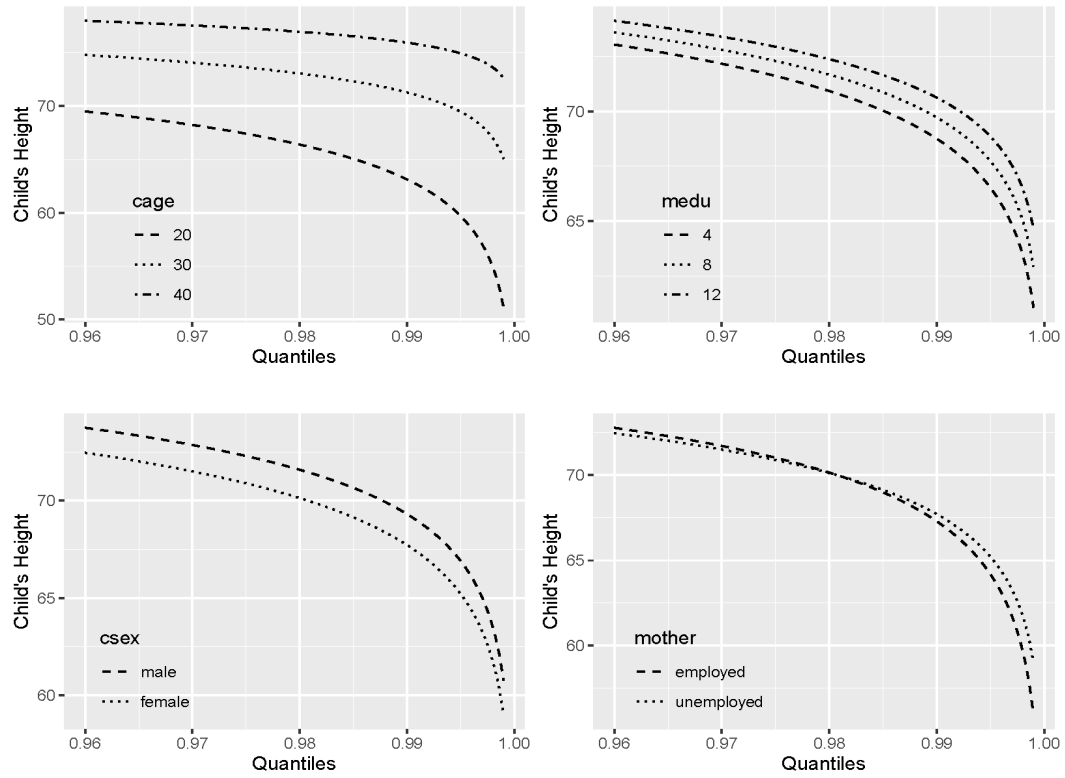 70
60
50
Child's Height
cage
20
30
40
0.96 0.97 0.98 0.99 1.00
Quantiles
70
65
Child's Height
medu
4
8
12
0.96 0.97 0.98 0.99 1.00
Quantiles
70
65
60
Child's Height
csex
male
female
0.96 0.97 0.98 0.99 1.00
Quantiles
70
65
60
Child's Height
mother
employed
unemployed
0.96 0.97 0.98 0.99 1.00
Quantiles